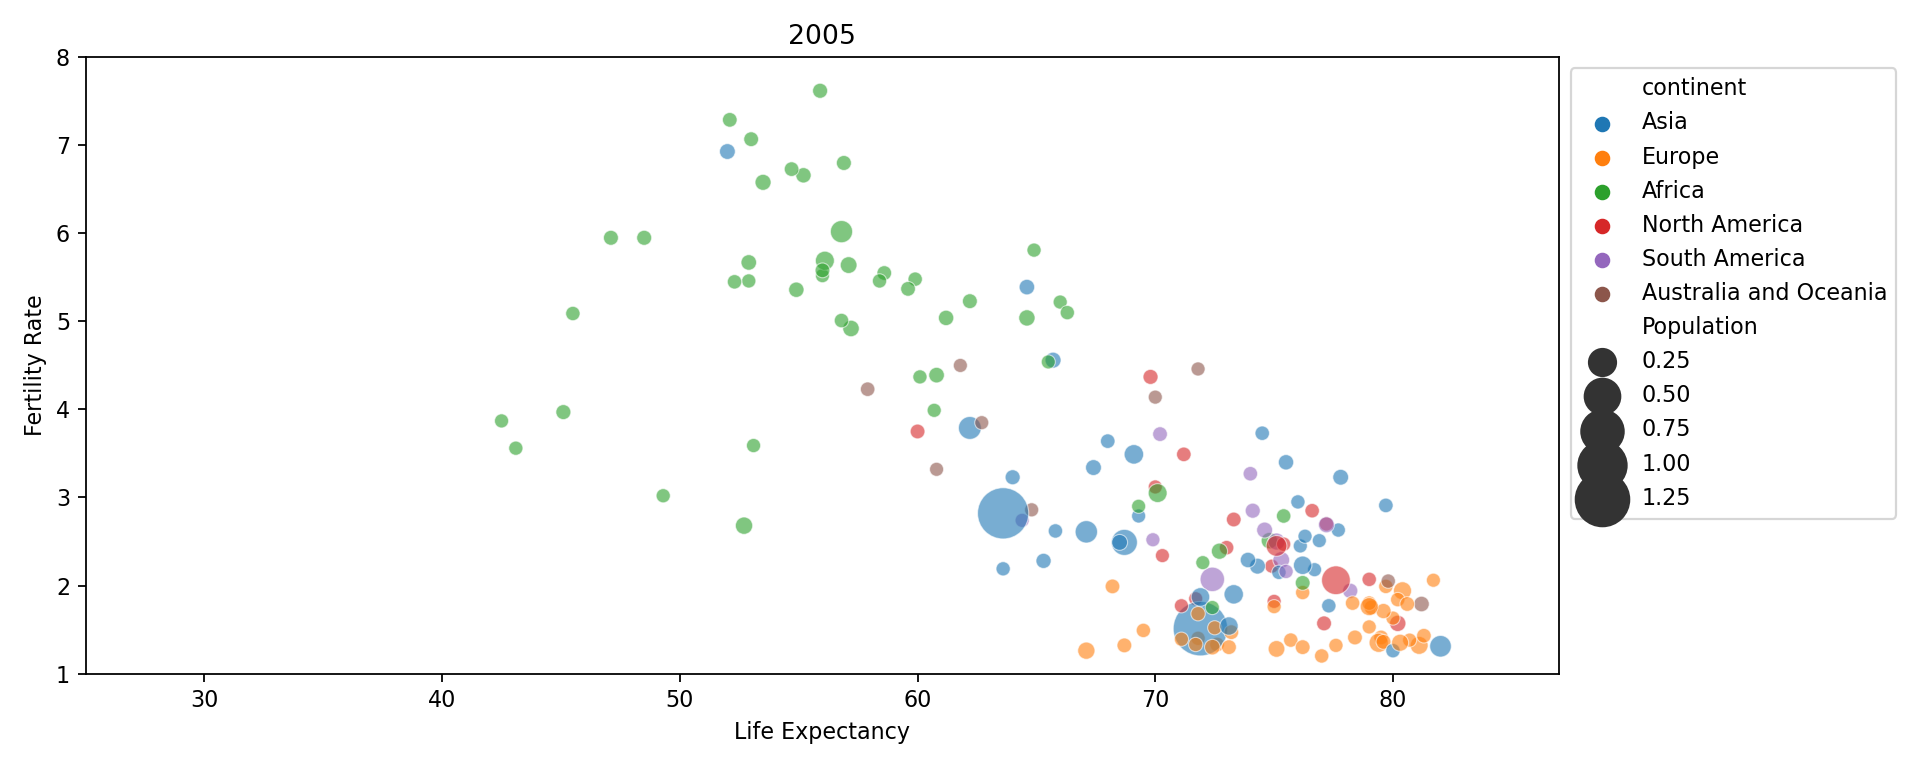 2005
8
7
6
5
4
3
2
1
Fertility Rate
30 40 50 60 70 80
Life Expectancy
continent
Asia
Europe
Africa
North America
South America
Australia and Oceania
Population
0.25
0.50
0.75
1.00
1.25